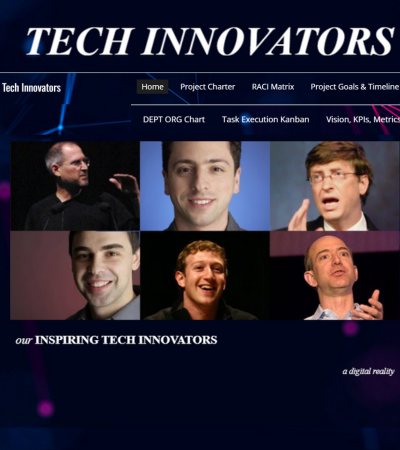 TECH INNOVATORS
Tech Innovators
Home Project Charter RACI Matrix Project Goals & Timeline
DEPT ORG Chart Task Execution Kanban Vision, KPIs, Metrics
our INSPIRING TECH INNOVATORS
a digital reality